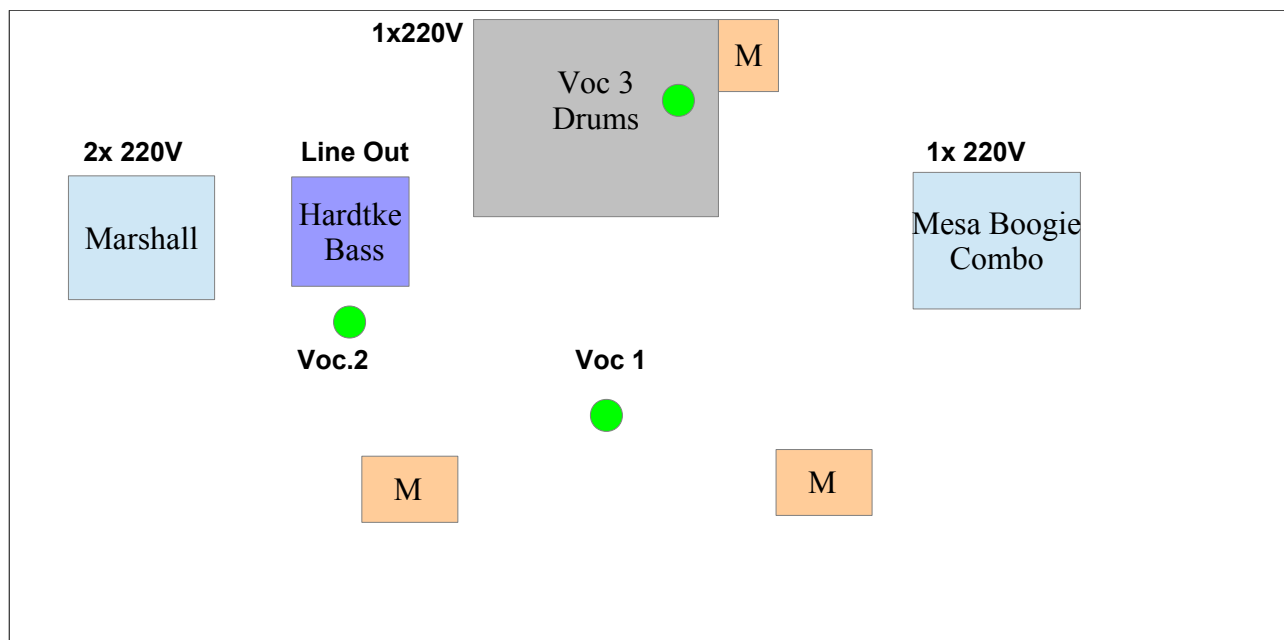 1x220V
M
Voc 3
Drums
2x 220V
Line Out
1x 220V
Marshall
Hardtke
Bass
Mesa Boogie
Combo
Voc.2
Voc 1
M
M